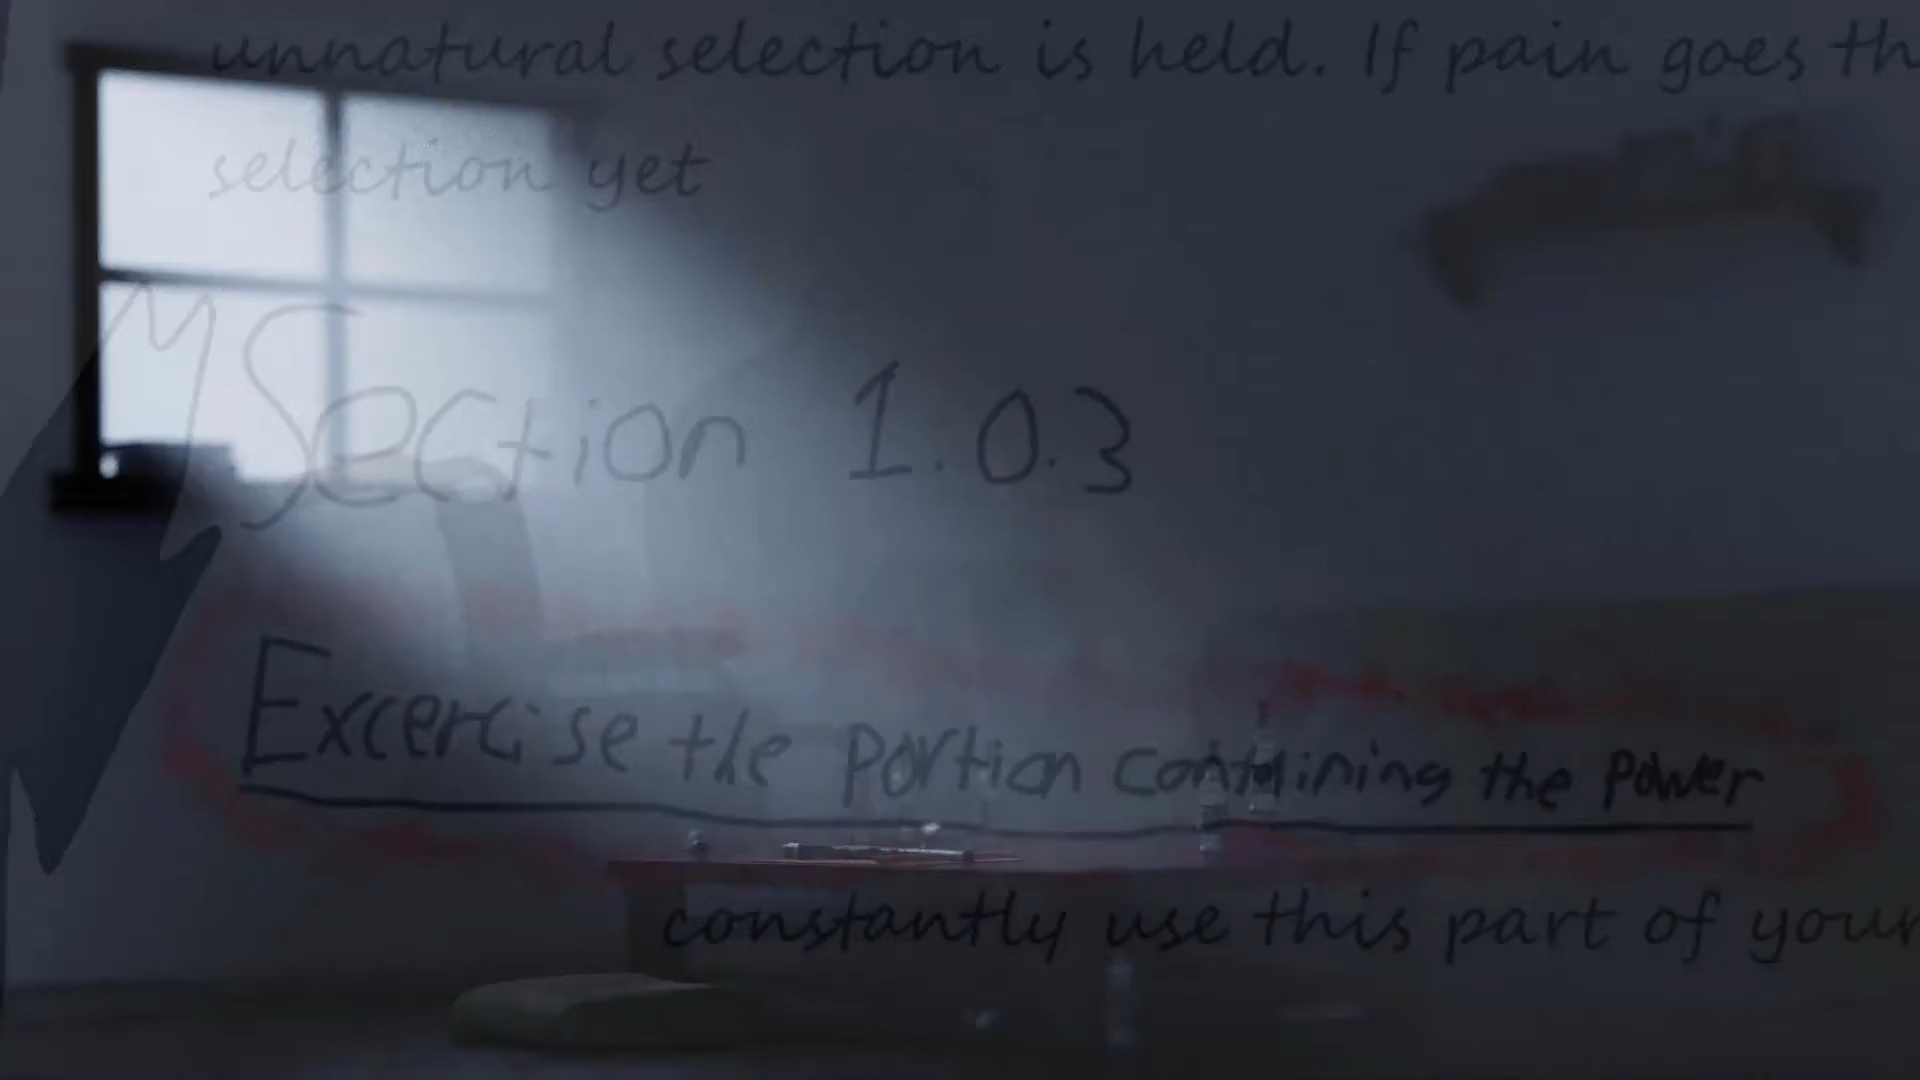 unnatural selection is held. If pain goes th
selection yet
Section 1.0.3
Excercise the Portion containing the Power
constantly use this part of your